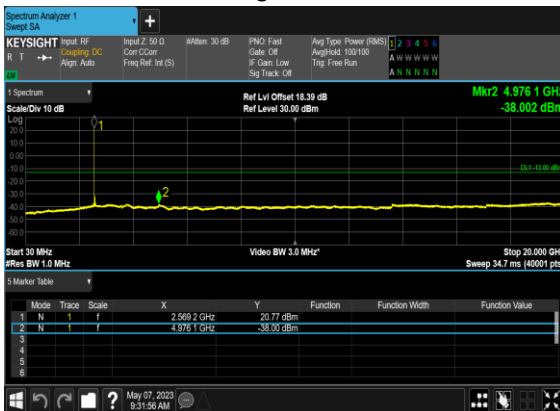 Spectrum Analyzer 1
Swept SA
+
KEYSIGHT Input: RF Input Z: 50 Ω #Atten: 30 dB PNO: Fast Avg Type: Power (RMS) 1 2 3 4 5 6
R T Coupling: DC Corr CCorr Gate: Off Avg|Hold: 100/100 A W W W W W
Align: Auto Freq Ref: Int (S) IF Gain: Low Trig: Free Run
LV Sig Track: Off A N N N N N
1 Spectrum Ref Lvl Offset 18.39 dB Mkr2 4.976 1 GHz
Scale/Div 10 dB Ref Level 30.00 dBm -38.002 dBm
Log
1
20.0
10.0
0.00
-10.0 DL1 -13.00 dBm
-20.0
-30.0 2
-40.0
-50.0
-60.0
Start 30 MHz Video BW 3.0 MHz* Stop 20.000 GH
#Res BW 1.0 MHz Sweep 34.7 ms (40001 pts
5 Marker Table
Mode Trace Scale X Y Function Function Width Function Value
1 N 1 f 2.569 2 GHz 20.77 dBm
2 N 1 f 4.976 1 GHz -38.00 dBm
3
4
5
6
? May 07, 2023
9:31:56 AM